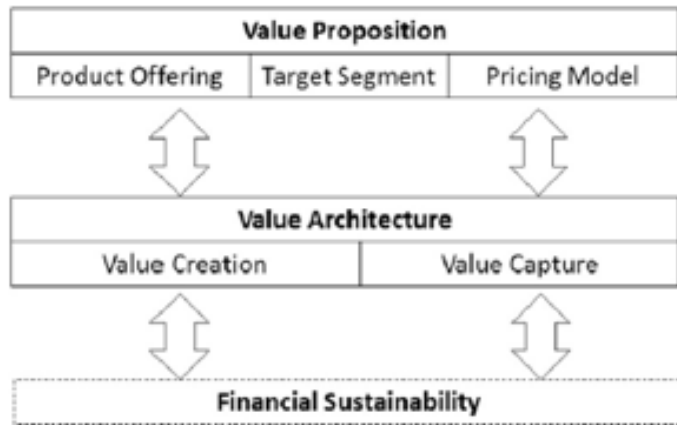 Value Proposition
Product Offering Target Segment Pricing Model
Value Architecture
Value Creation Value Capture
Financial Sustainability